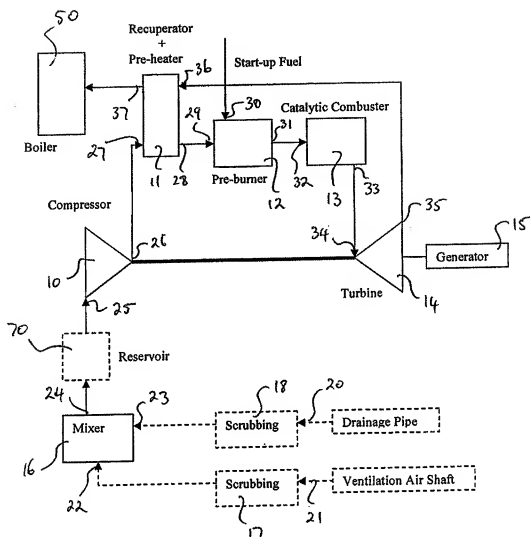 50
Recuperator
+
Pre-heater
36
Start-up Fuel
37
30
29
31
Catalytic Combuster
Boiler
27
11
28
Pre-burner
12
32
13
33
Compressor
26
34
35
10
15
Generator
25
Turbine
14
70
Reservoir
24
23
18
20
Mixer
Scrubbing
Drainage Pipe
16
22
Scrubbing
Ventilation Air Shaft
17
21